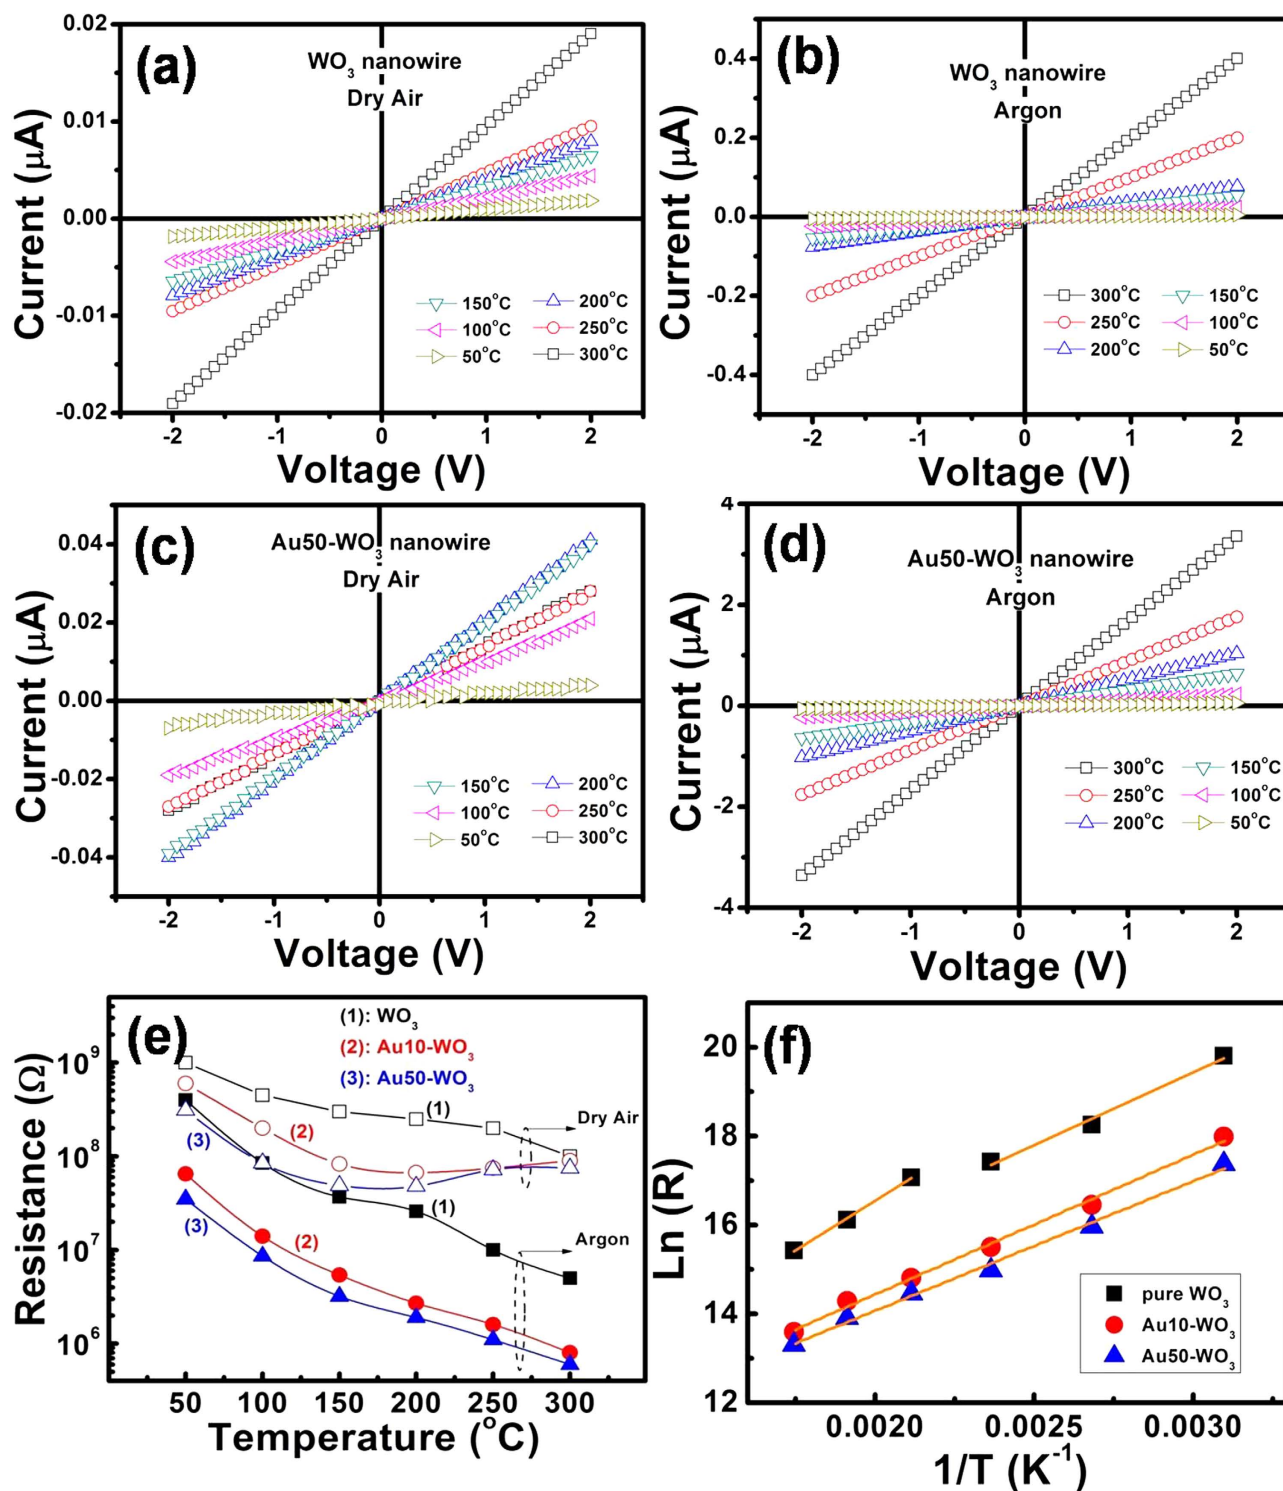 (a)
WO3 nanowire
Dry Air
0.02
0.01
0.00
-0.01
-0.02
Current (μA)
150°C
200°C
100°C
250°C
50°C
300°C
-2 -1 0 1 2
Voltage (V)
(b)
WO3 nanowire
Argon
0.4
0.2
0.0
-0.2
-0.4
Current (μA)
300°C
150°C
250°C
100°C
200°C
50°C
-2 -1 0 1 2
Voltage (V)
(c)
Au50-WO3 nanowire
Dry Air
0.04
0.02
0.00
-0.02
-0.04
Current (μA)
150°C
200°C
100°C
250°C
50°C
300°C
-2 -1 0 1 2
Voltage (V)
(d)
Au50-WO3 nanowire
Argon
4
2
0
-2
-4
Current (μA)
300°C
150°C
250°C
100°C
200°C
50°C
-2 -1 0 1 2
Voltage (V)
(e)
(1): WO3
(2): Au10-WO3
(3): Au50-WO3
10^9
10^8
10^7
10^6
Resistance (Ω)
(1)
(2)
(3)
Dry Air
(1)
(2)
(3)
Argon
50 100 150 200 250 300
Temperature (°C)
(f)
20
18
16
14
12
Ln (R)
pure WO3
Au10-WO3
Au50-WO3
0.0020 0.0025 0.0030
1/T (K^-1)